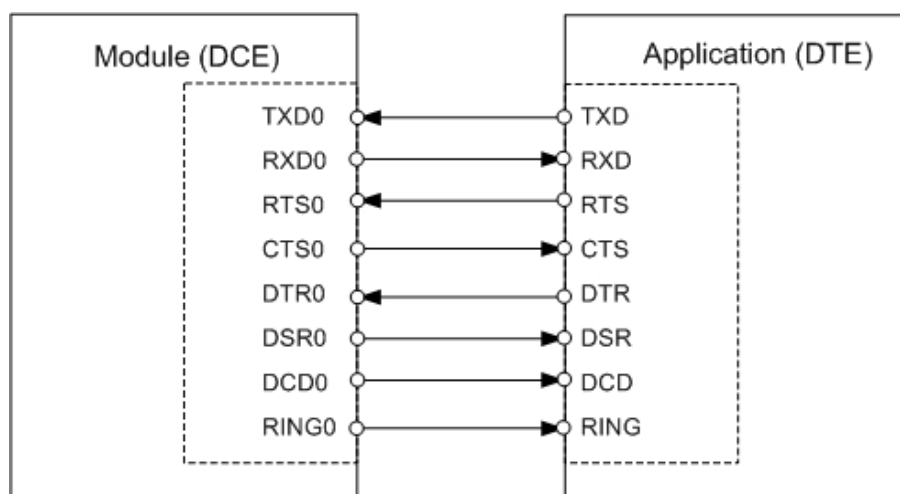 Module (DCE)
Application (DTE)
TXD0
TXD
RXD0
RXD
RTS0
RTS
CTS0
CTS
DTR0
DTR
DSR0
DSR
DCD0
DCD
RING0
RING